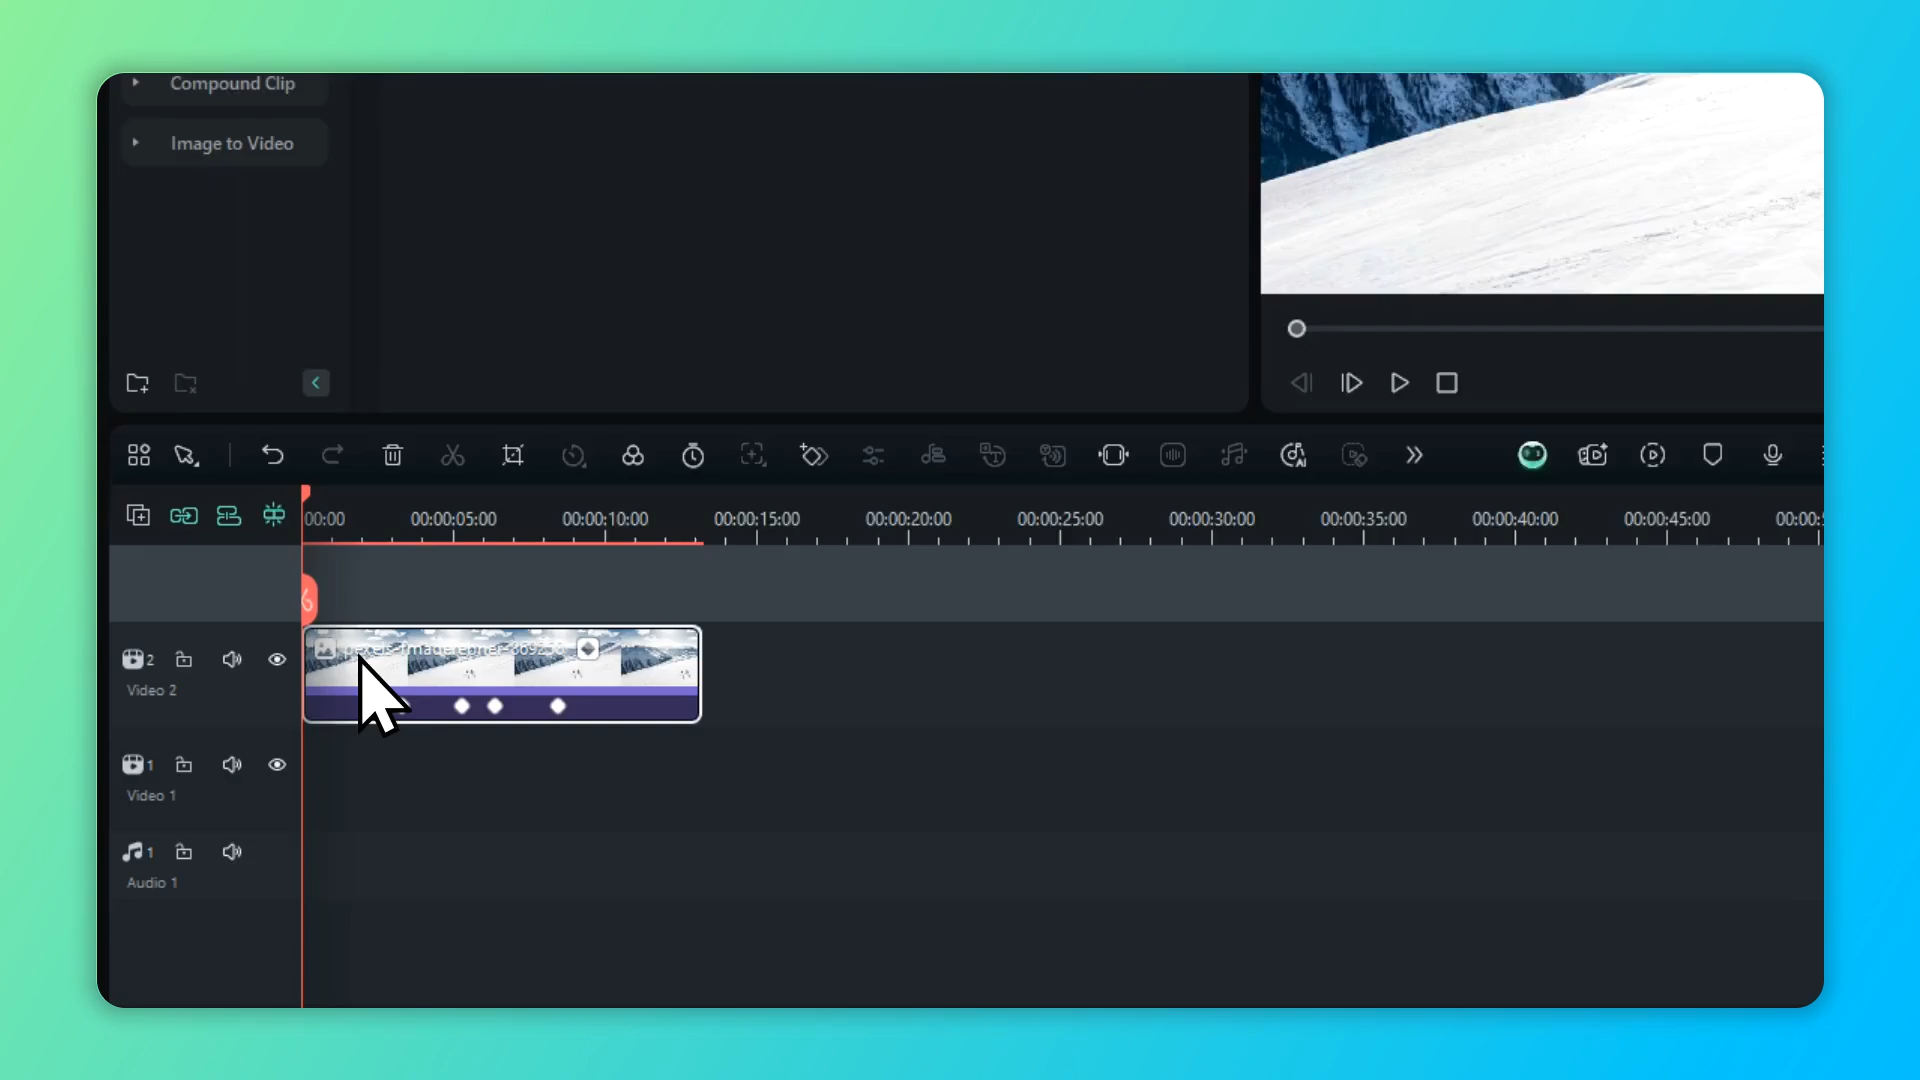 Compound Clip
Image to Video
00:00 00:00:05:00 00:00:10:00 00:00:15:00 00:00:20:00 00:00:25:00 00:00:30:00 00:00:35:00 00:00:40:00 00:00:45:00 00:00:
2
Video 2
1
Video 1
1
Audio 1